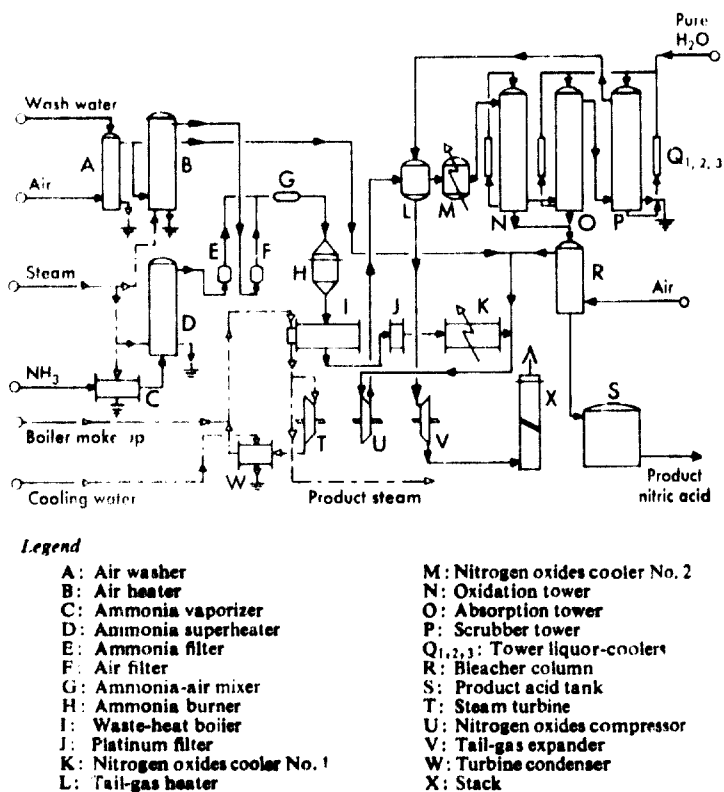 Pure
H₂O
Wash water
A
B
Air
G
Q₁, ₂, ₃
L
M
N
O
P
E
F
H
Steam
R
I
J
K
Air
D
NH₃
C
X
S
Boiler make up
T
U
V
W
Cooling water
Product steam
Product
nitric acid
Legend
A: Air washer
B: Air heater
C: Ammonia vaporizer
D: Ammonia superheater
E: Ammonia filter
F: Air filter
G: Ammonia-air mixer
H: Ammonia burner
I: Waste-heat boiler
J: Platinum filter
K: Nitrogen oxides cooler No. 1
L: Tail-gas heater
M: Nitrogen oxides cooler No. 2
N: Oxidation tower
O: Absorption tower
P: Scrubber tower
Q₁,₂,₃: Tower liquor-coolers
R: Bleacher column
S: Product acid tank
T: Steam turbine
U: Nitrogen oxides compressor
V: Tail-gas expander
W: Turbine condenser
X: Stack